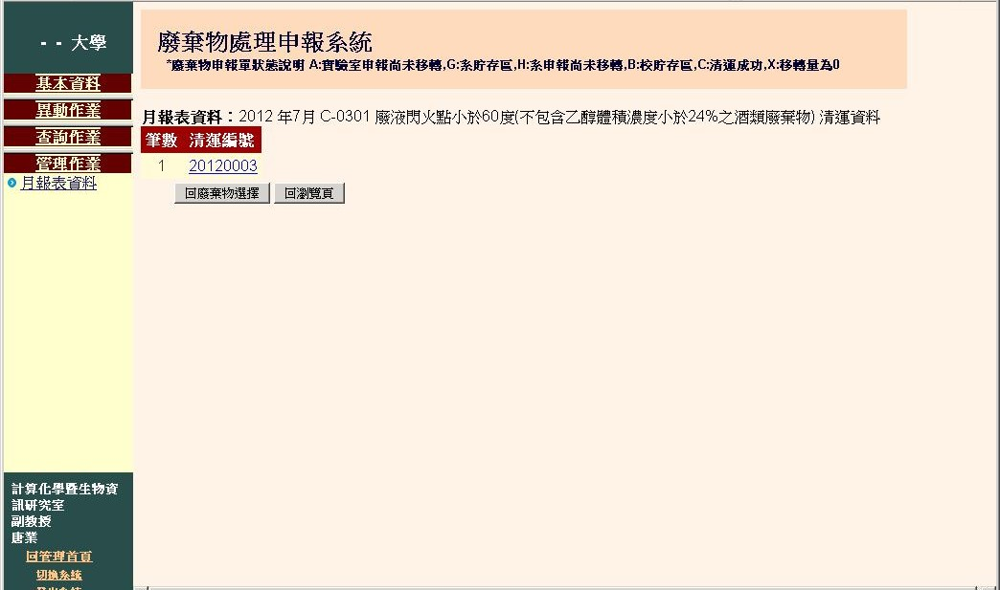 - - 大學
基本資料
異動作業
查詢作業
管理作業
月報表資料
計算化學暨生物資
訊研究室
副教授
唐業
回管理首頁
切換系統
廢棄物處理申報系統
*廢棄物申報單狀態說明 A:實驗室申報尚未移轉,G:系貯存區,H:系申報尚未移轉,B:校貯存區,C:清運成功,X:移轉量為0
月報表資料：2012 年7月 C-0301 廢液閃火點小於60度(不包含乙醇體積濃度小於24%之酒類廢棄物) 清運資料
筆數 清運編號
1 20120003
回廢棄物選擇 回瀏覽頁